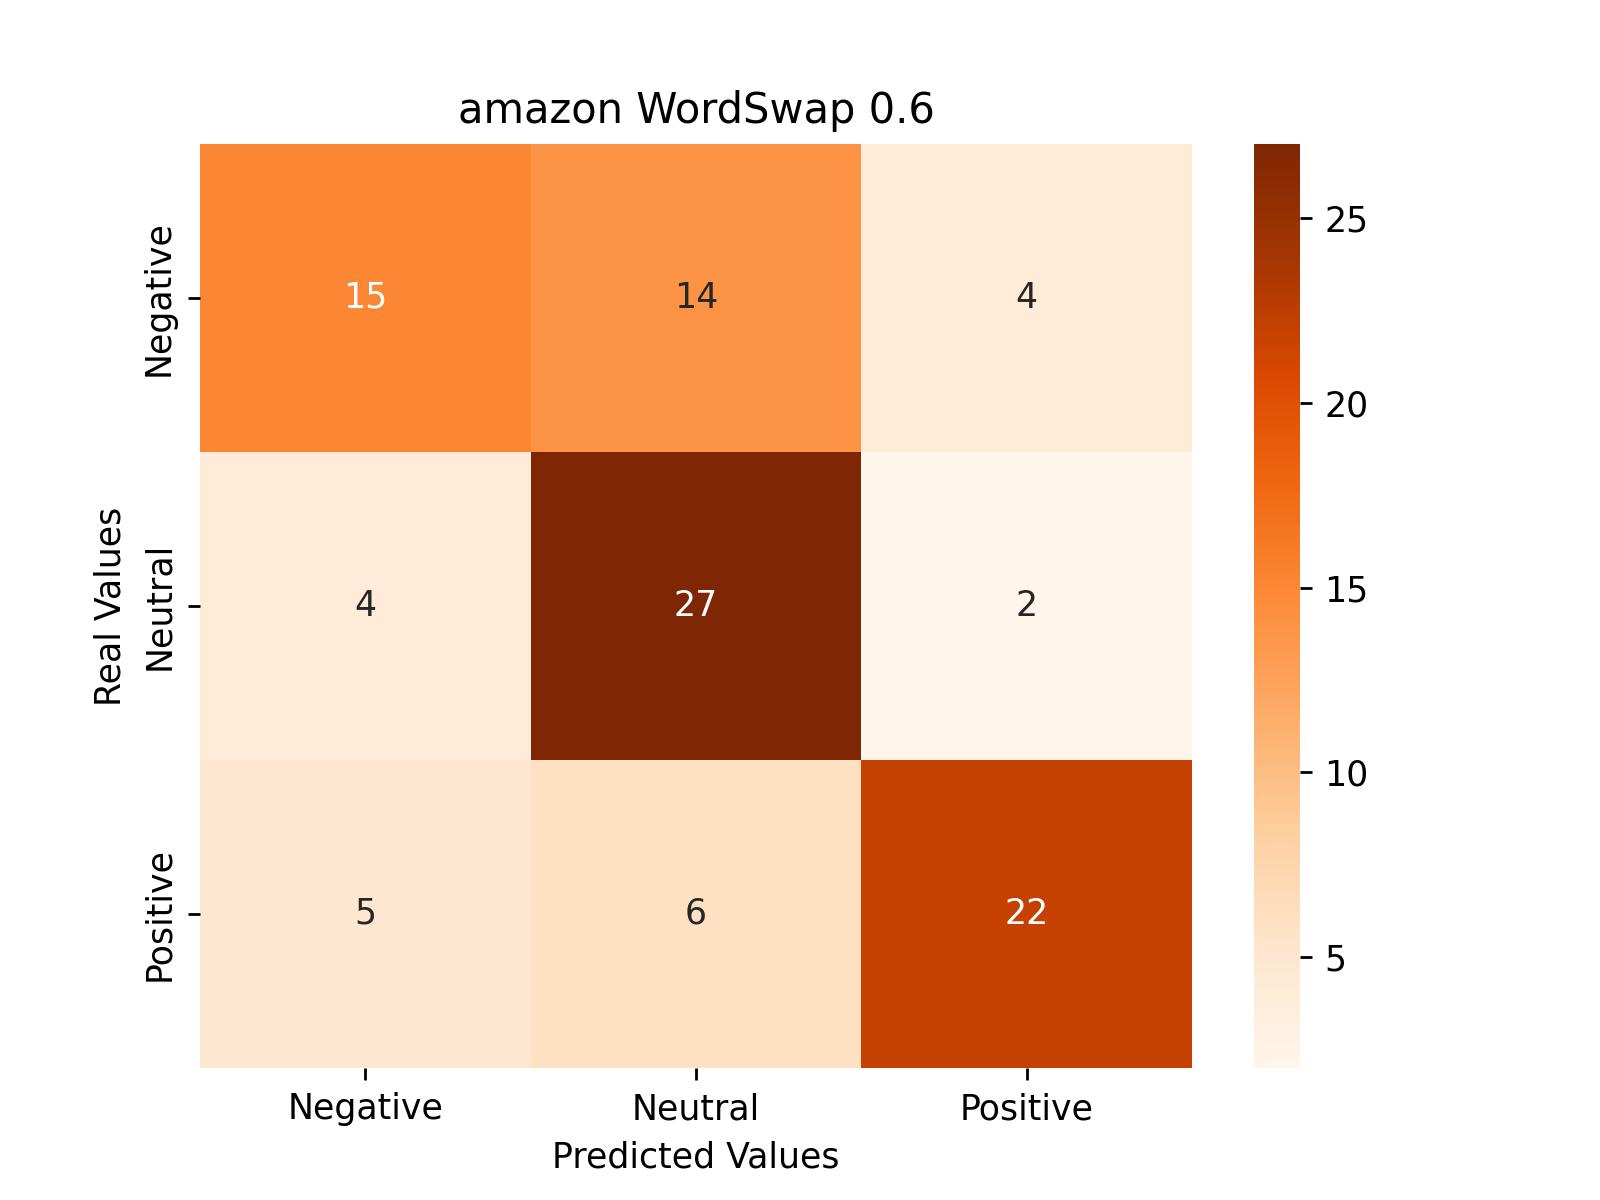 amazon WordSwap 0.6
Real Values
Negative
15
14
4
Neutral
4
27
2
Positive
5
6
22
Negative
Neutral
Positive
Predicted Values
25
20
15
10
5